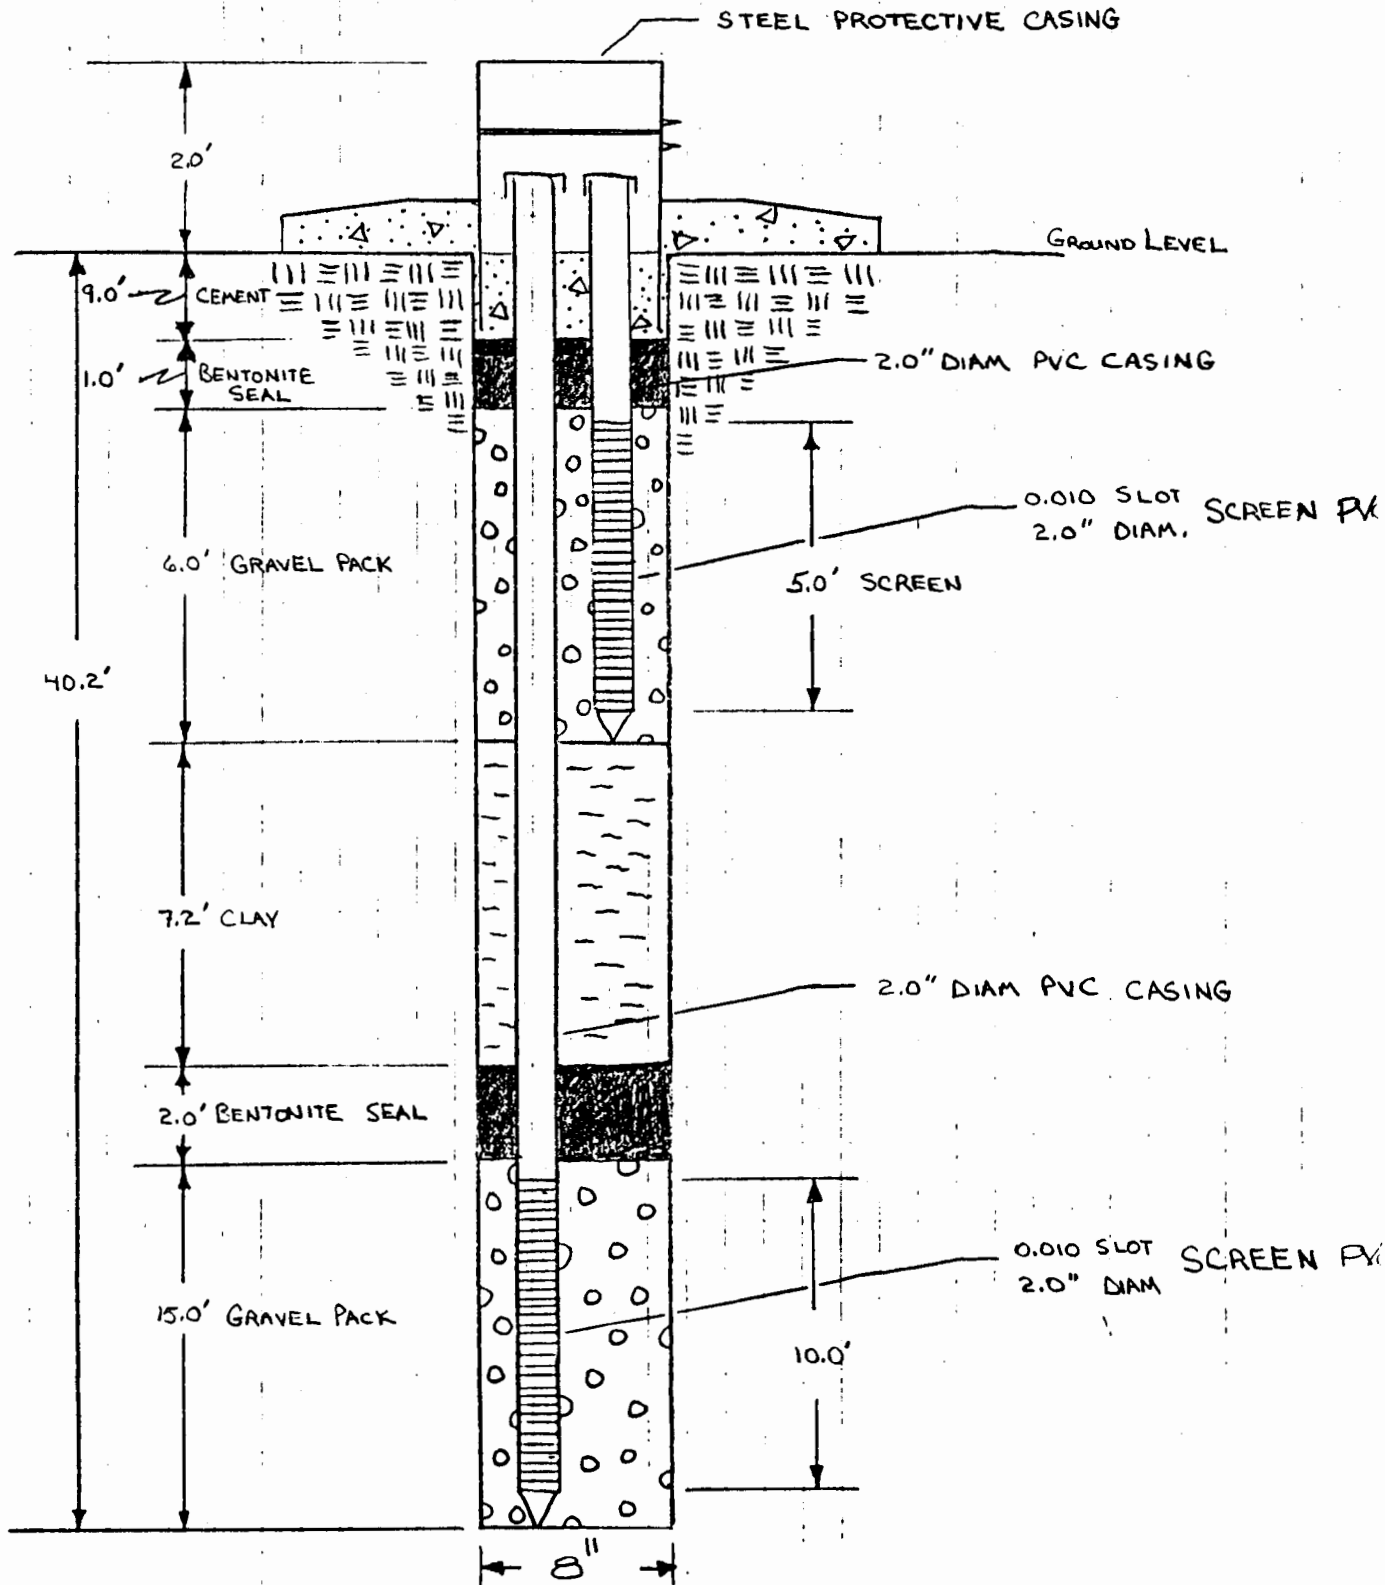 STEEL PROTECTIVE CASING
2.0'
GROUND LEVEL
9.0' CEMENT
1.0' BENTONITE
SEAL
2.0" DIAM PVC CASING
0.010 SLOT SCREEN
2.0" DIAM.
6.0' GRAVEL PACK
5.0' SCREEN
40.2'
7.2' CLAY
2.0" DIAM PVC CASING
2.0' BENTONITE SEAL
0.010 SLOT SCREEN
2.0" DIAM
15.0' GRAVEL PACK
10.0'
8"